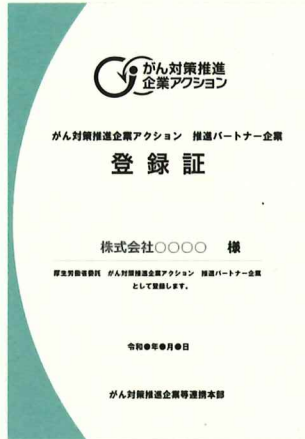 がん対策推進
企業アクション
がん対策推進企業アクション 推進パートナー企業
登録証
株式会社○○○○ 様
厚生労働省委託 がん対策推進企業アクション 推進パートナー企業
として登録します。
令和●年●月●日
がん対策推進企業等連携本部